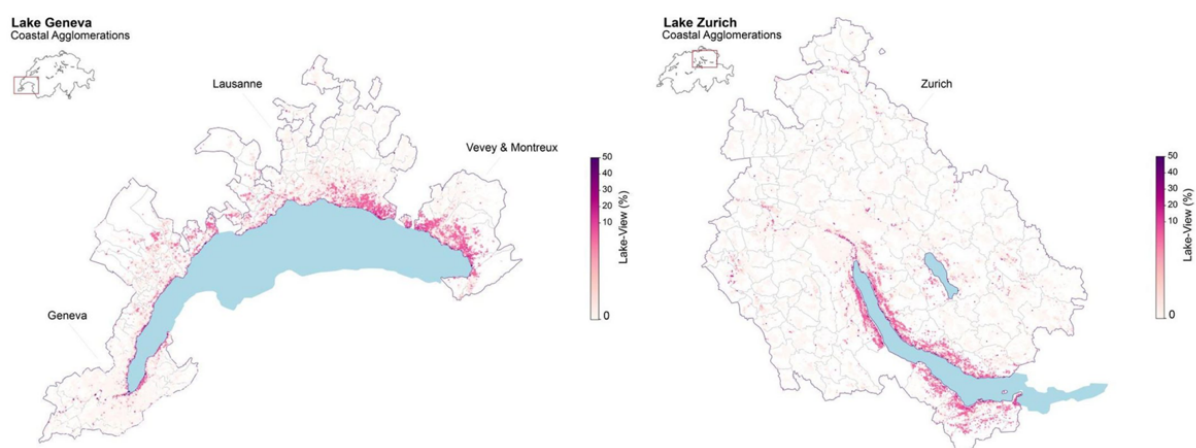 Lake Geneva
Coastal Agglomerations
Lausanne
Vevey & Montreux
Geneva
50
40
30
20
10
0
Lake-View (%)
Lake Zurich
Coastal Agglomerations
Zurich
50
40
30
20
10
0
Lake-View (%)